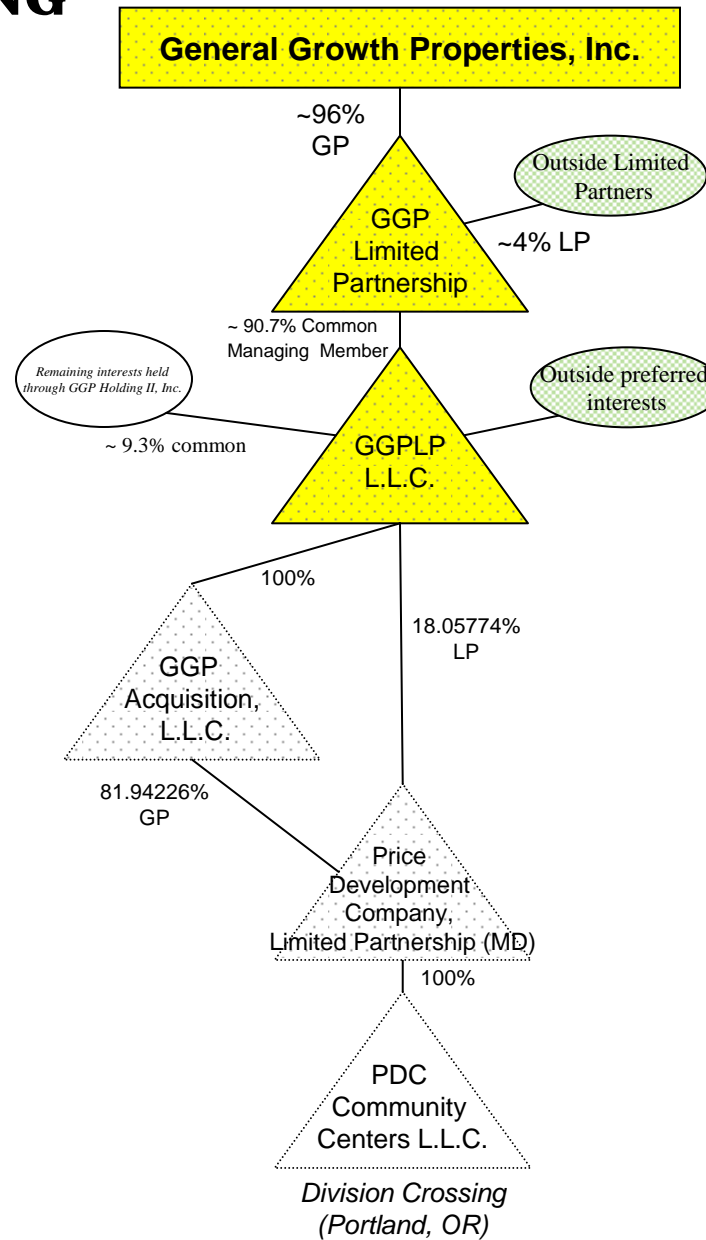 NG
General Growth Properties, Inc.
~96%
GP
Outside Limited
Partners
GGP
Limited
Partnership
~4% LP
~ 90.7% Common
Managing Member
Remaining interests held
through GGP Holding II, Inc.
Outside preferred
interests
~ 9.3% common
GGPLP
L.L.C.
100%
18.05774%
LP
GGP
Acquisition,
L.L.C.
81.94226%
GP
Price
Development
Company,
Limited Partnership (MD)
100%
PDC
Community
Centers L.L.C.
Division Crossing
(Portland, OR)